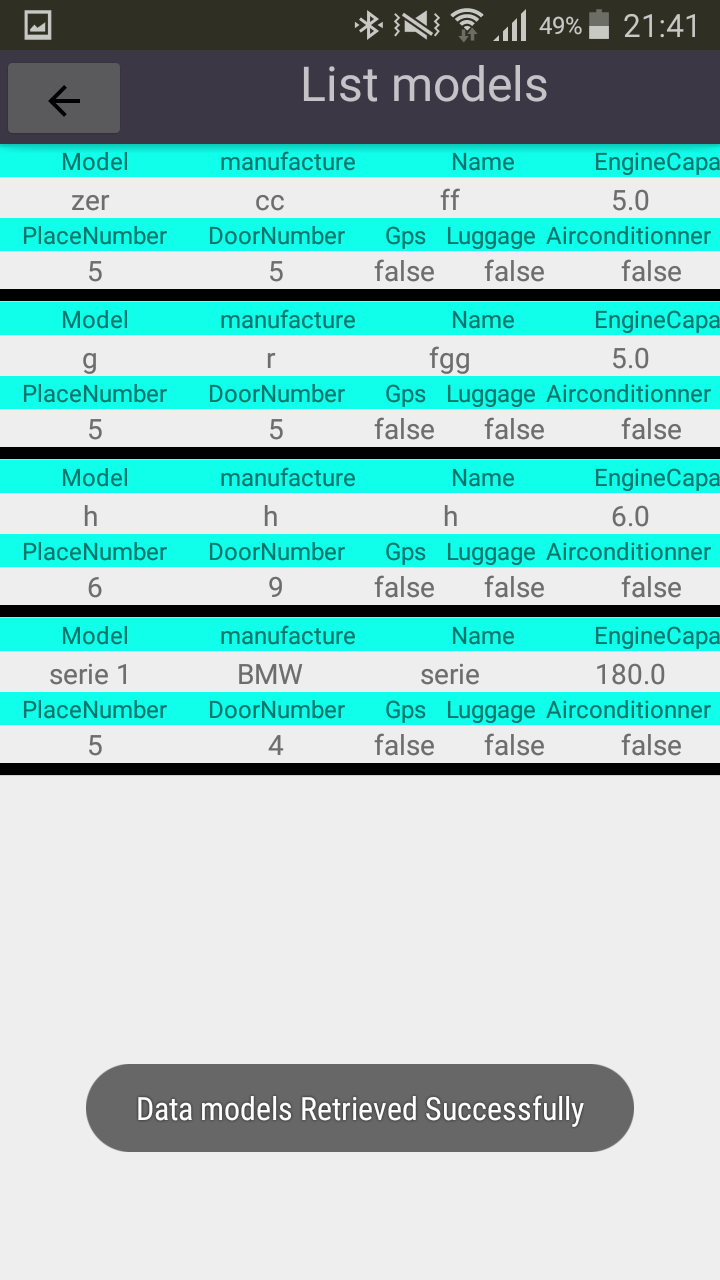 49% 21:41
List models
Model manufacture Name EngineCapa
zer cc ff 5.0
PlaceNumber DoorNumber Gps Luggage Airconditionner
5 5 false false false
Model manufacture Name EngineCapa
g r fgg 5.0
PlaceNumber DoorNumber Gps Luggage Airconditionner
5 5 false false false
Model manufacture Name EngineCapa
h h h 6.0
PlaceNumber DoorNumber Gps Luggage Airconditionner
6 9 false false false
Model manufacture Name EngineCapa
serie 1 BMW serie 180.0
PlaceNumber DoorNumber Gps Luggage Airconditionner
5 4 false false false
Data models Retrieved Successfully